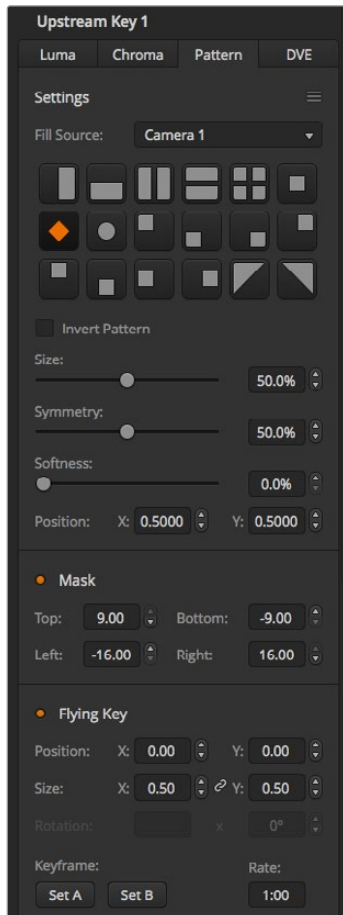 Upstream Key 1
Luma Chroma Pattern DVE
Settings
Fill Source: Camera 1
Invert Pattern
Size:
50.0%
Symmetry:
50.0%
Softness:
0.0%
Position: X: 0.5000 Y: 0.5000
Mask
Top: 9.00 Bottom: -9.00
Left: -16.00 Right: 16.00
Flying Key
Position: X: 0.00 Y: 0.00
Size: X: 0.50 Y: 0.50
Rotation: x 0°
Keyframe: Rate:
Set A Set B 1:00